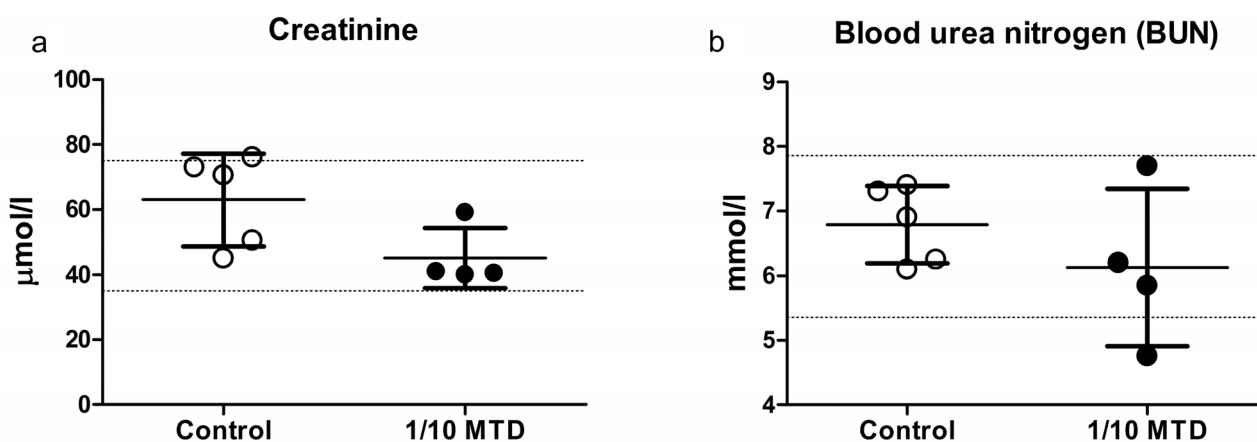 a
Creatinine
100
80
60
40
20
0
μmol/l
Control
1/10 MTD
b
Blood urea nitrogen (BUN)
9
8
7
6
5
4
mmol/l
Control
1/10 MTD